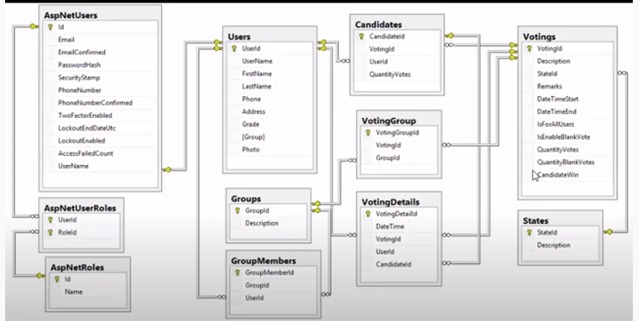 AspNetUsers
Id
Email
EmailConfirmed
PasswordHash
SecurityStamp
PhoneNumber
PhoneNumberConfirmed
TwoFactorEnabled
LockoutEndDateUtc
LockoutEnabled
AccessFailedCount
UserName
AspNetUserRoles
UserId
RoleId
AspNetRoles
Id
Name
Users
UserId
UserName
FirstName
LastName
Phone
Address
Grade
[Group]
Photo
Groups
GroupId
Description
GroupMembers
GroupMemberId
GroupId
UserId
Candidates
CandidateId
VotingId
UserId
QuantityVotes
VotingGroup
VotingGroupId
VotingId
GroupId
VotingDetails
VotingDetailId
DateTime
VotingId
UserId
CandidateId
Votings
VotingId
Description
StateId
Remarks
DateTimeStart
DateTimeEnd
IsForAllUsers
IsEnableBlankVote
QuantityVotes
QuantityBlankVotes
CandidateWin
States
StateId
Description